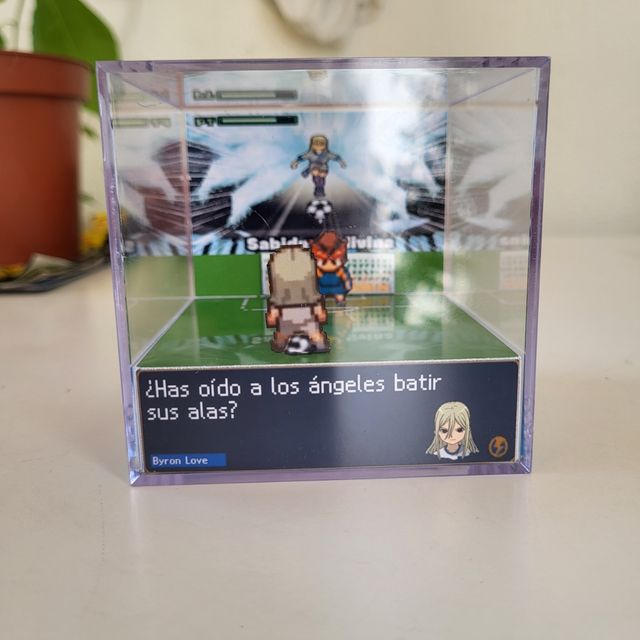 ¿Has oído a los ángeles batir
sus alas?
Byron Love